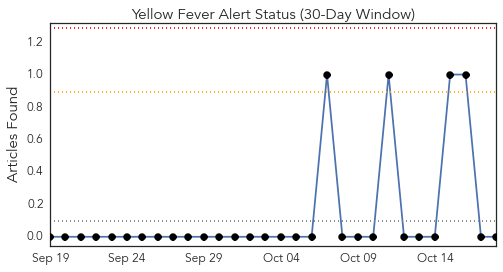 Yellow Fever Alert Status (30-Day Window)
Articles Found
1.2
1.0
0.8
0.6
0.4
0.2
0.0
Sep 19 Sep 24 Sep 29 Oct 04 Oct 09 Oct 14